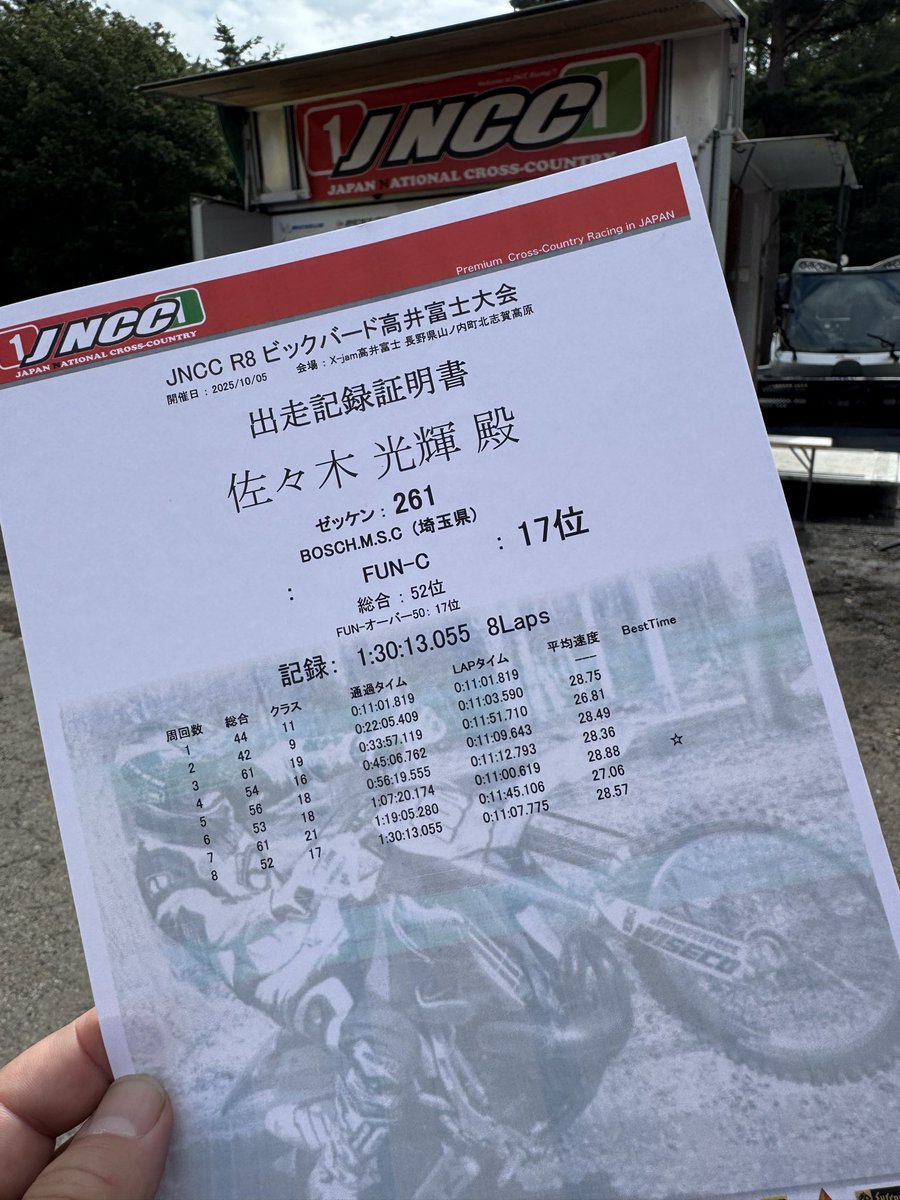 JNCC
JAPAN NATIONAL CROSS-COUNTRY
Premium Cross-Country Racing in JAPAN
1 JNCC 1
JAPAN NATIONAL CROSS-COUNTRY
JNCC R8 ビックバード高井富士大会
開催日：2025/10/05 会場：X-jam高井富士 長野県山ノ内町北志賀高原
出走記録証明書
佐々木 光輝 殿
ゼッケン： 261
BOSCH.M.S.C（埼玉県）
： FUN-C ： 17位
総合：52位
FUN-オーバー50：17位
記録： 1:30:13.055 8Laps
周回数 総合 クラス 通過タイム LAPタイム 平均速度 BestTime
1 44 11 0:11:01.819 0:11:01.819 ----
2 42 9 0:22:05.409 0:11:03.590 28.75
3 61 19 0:33:57.119 0:11:51.710 26.81
4 54 16 0:45:06.762 0:11:09.643 28.49
5 56 18 0:56:19.555 0:11:12.793 28.36
6 53 18 1:07:20.174 0:11:00.619 28.88 ☆
7 61 21 1:19:05.280 0:11:45.106 27.06
8 52 17 1:30:13.055 0:11:07.775 28.57
WISECO